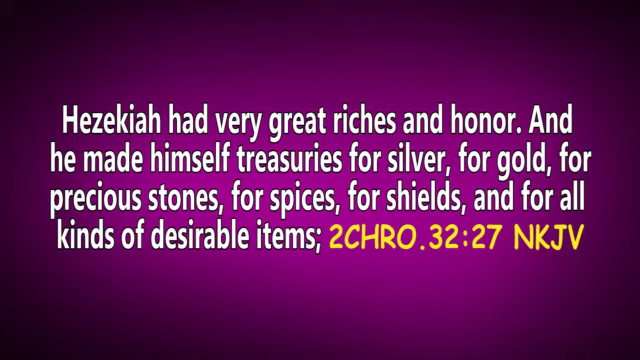 Hezekiah had very great riches and honor. And
he made himself treasuries for silver, for gold, for
precious stones, for spices, for shields, and for all
kinds of desirable items; 2CHRO.32:27 NKJV